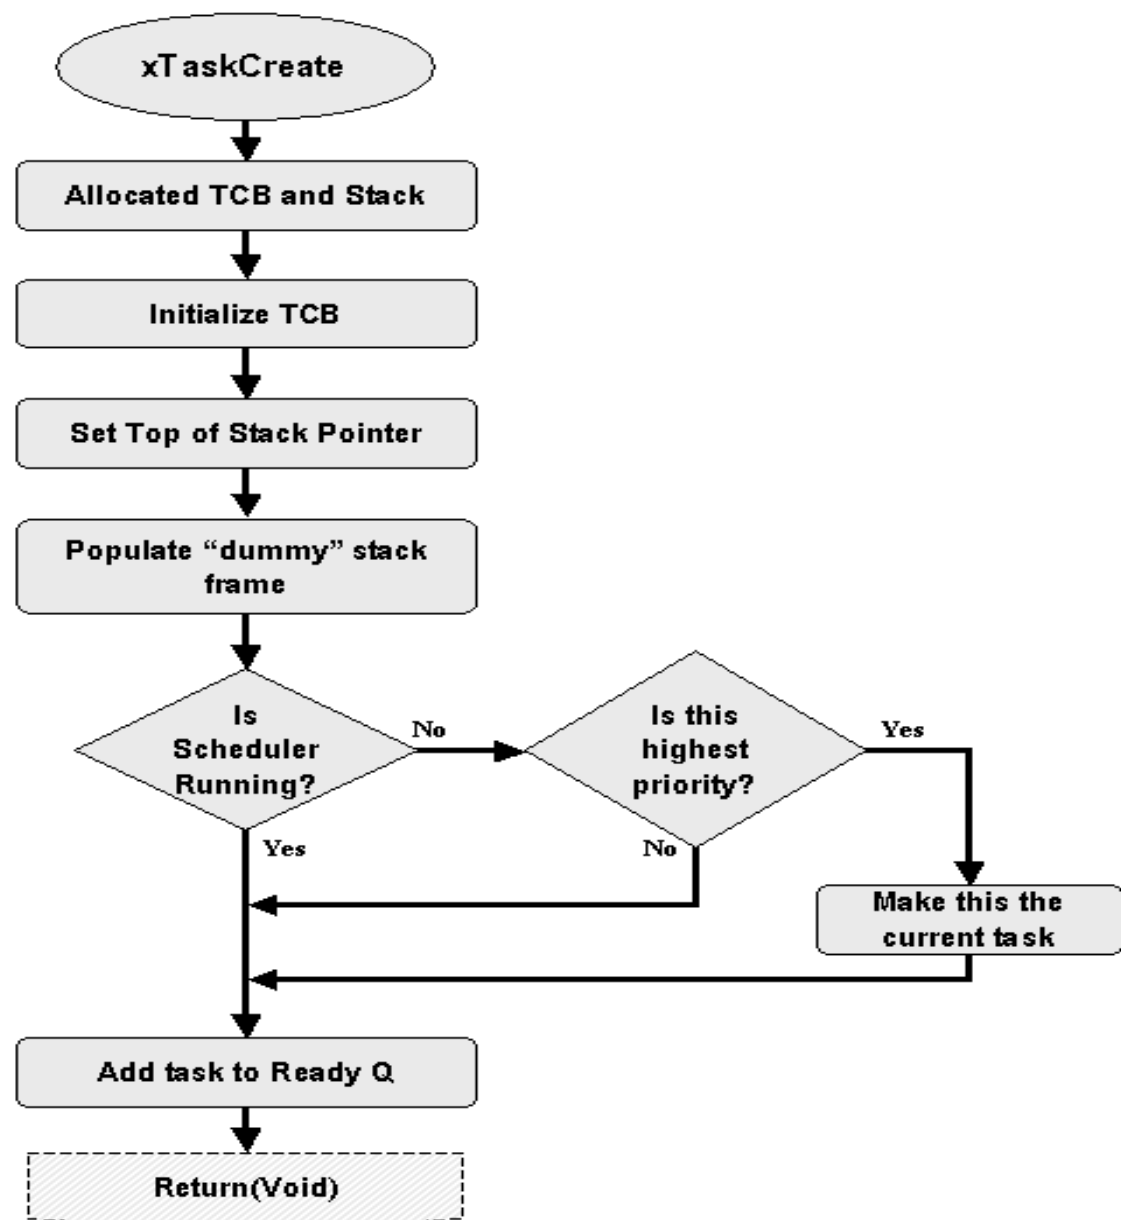 xTaskCreate
Allocated TCB and Stack
Initialize TCB
Set Top of Stack Pointer
Populate “dummy” stack
frame
Is
Scheduler
Running?
No
Is this
highest
priority?
Yes
Yes
No
Make this the
current task
Add task to Ready Q
Return(Void)